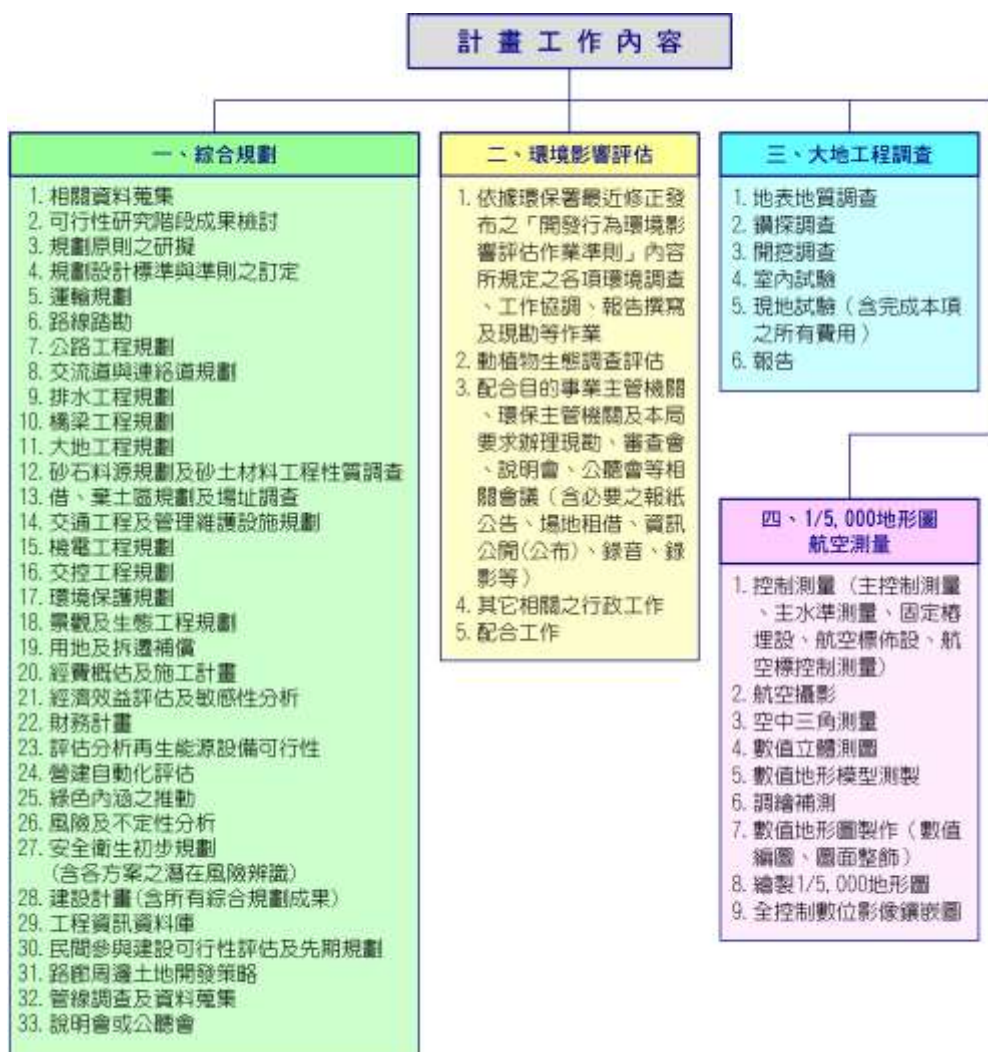 計畫工作內容
一、綜合規劃
1. 相關資料蒐集
2. 可行性研究階段成果檢討
3. 規劃原則之研擬
4. 規劃設計標準與準則之訂定
5. 運輸規劃
6. 路線踏勘
7. 公路工程規劃
8. 交流道與連絡道規劃
9. 排水工程規劃
10. 橋梁工程規劃
11. 大地工程規劃
12. 砂石料源規劃及砂土材料工程性質調查
13. 借、棄土區規劃及場址調查
14. 交通工程及管理維護設施規劃
15. 機電工程規劃
16. 交控工程規劃
17. 環境保護規劃
18. 景觀及生態工程規劃
19. 用地及拆遷補償
20. 經費概估及施工計畫
21. 經濟效益評估及敏感性分析
22. 財務計畫
23. 評估分析再生能源設備可行性
24. 營建自動化評估
25. 綠色內涵之推動
26. 風險及不定性分析
27. 安全衛生初步規劃
(含各方案之潛在風險辨識)
28. 建設計畫(含所有綜合規劃成果)
29. 工程資訊資料庫
30. 民間參與建設可行性評估及先期規劃
31. 路廊周邊土地開發策略
32. 管線調查及資料蒐集
33. 說明會或公聽會
二、環境影響評估
1. 依據環保署最近修正發
布之「開發行為環境影
響評估作業準則」內容
所規定之各項環境調查
、工作協調、報告撰寫
及現勘等作業
2. 動植物生態調查評估
3. 配合目的事業主管機關
、環保主管機關及本局
要求辦理現勘、審查會
、說明會、公聽會等相
關會議(含必要之報紙
公告、場地租借、資訊
公開(公布)、錄音、錄
影等)
4. 其它相關之行政工作
5. 配合工作
三、大地工程調查
1. 地表地質調查
2. 鑽探調查
3. 開挖調查
4. 室內試驗
5. 現地試驗(含完成本項
之所有費用)
6. 報告
四、1/5,000地形圖
航空測量
1. 控制測量(主控制測量
、主水準測量、固定樁
埋設、航空標佈設、航
空標控制測量)
2. 航空攝影
3. 空中三角測量
4. 數值立體測圖
5. 數值地形模型測製
6. 調繪補測
7. 數值地形圖製作(數值
編圖、圖面整飾)
8. 繪製1/5,000地形圖
9. 全控制數位影像鑲嵌圖